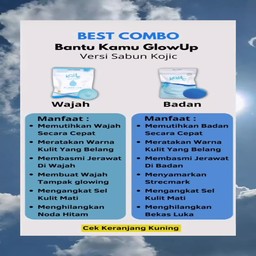 BEST COMBO
Bantu Kamu GlowUp
Versi Sabun Kojic
Wajah
Manfaat :
Memutihkan Wajah
Secara Cepat
Meratakan Warna
Kulit Yang Belang
Membasmi Jerawat
Di Wajah
Membuat Wajah
Tampak glowing
Mengangkat Sel
Kulit Mati
Menghilangkan
Noda Hitam
Badan
Manfaat :
Memutihkan Badan
Secara Cepat
Meratakan Warna
Kulit Yang Belang
Membasmi Jerawat
Di Badan
Menyamarkan
Strecmark
Mengangkat Sel
Kulit Mati
Menghilangkan
Bekas Luka
Cek Keranjang Kuning